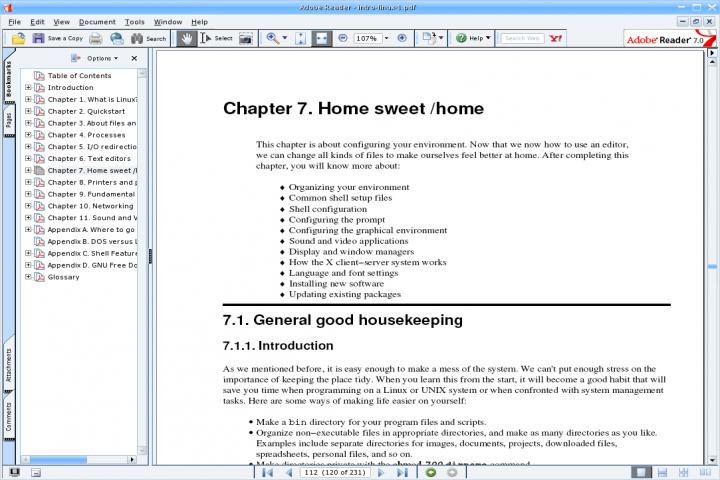 Adobe Reader - intro-linux.pdf
File Edit View Document Tools Window Help
Save a Copy Search Select 107% Help Search Web Y! Adobe Reader 7.0
Bookmarks
Pages
Attachments
Comments
Options
Table of Contents
Introduction
Chapter 1. What is Linux?
Chapter 2. Quickstart
Chapter 3. About files an
Chapter 4. Processes
Chapter 5. I/O redirectio
Chapter 6. Text editors
Chapter 7. Home sweet /h
Chapter 8. Printers and p
Chapter 9. Fundamental
Chapter 10. Networking
Chapter 11. Sound and V
Appendix A. Where to go
Appendix B. DOS versus L
Appendix C. Shell Feature
Appendix D. GNU Free Do
Glossary
Chapter 7. Home sweet /home
This chapter is about configuring your environment. Now that we now how to use an editor,
we can change all kinds of files to make ourselves feel better at home. After completing this
chapter, you will know more about:
♦ Organizing your environment
♦ Common shell setup files
♦ Shell configuration
♦ Configuring the prompt
♦ Configuring the graphical environment
♦ Sound and video applications
♦ Display and window managers
♦ How the X client−server system works
♦ Language and font settings
♦ Installing new software
♦ Updating existing packages
7.1. General good housekeeping
7.1.1. Introduction
As we mentioned before, it is easy enough to make a mess of the system. We can't put enough stress on the
importance of keeping the place tidy. When you learn this from the start, it will become a good habit that will
save you time when programming on a Linux or UNIX system or when confronted with system management
tasks. Here are some ways of making life easier on yourself:
• Make a bin directory for your program files and scripts.
• Organize non−executable files in appropriate directories, and make as many directories as you like.
Examples include separate directories for images, documents, projects, downloaded files,
spreadsheets, personal files, and so on.
• Make directories private with the chmod 700 dirname command.
112 (120 of 231)